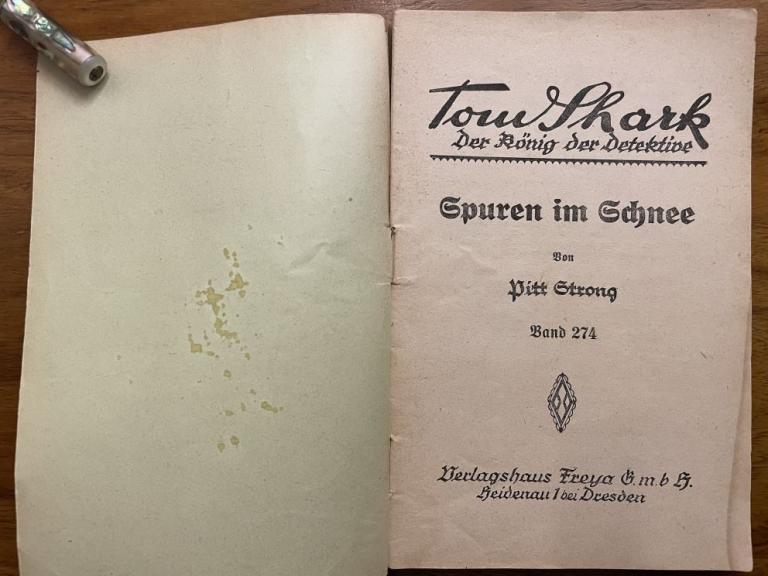 Tom Shark
Der König der Detektive
Spuren im Schnee
Von
Pitt Strong
Band 274
Verlagshaus Freya G. m. b H.
Heidenau 1 bei Dresden